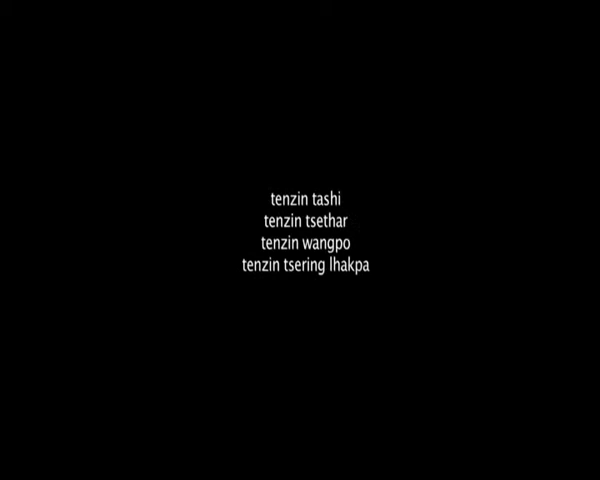 tenzin tashi
tenzin tsethar
tenzin wangpo
tenzin tsering lhakpa